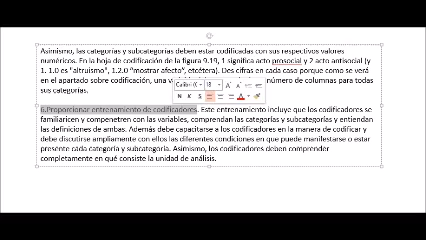 Asimismo, las categorías y subcategorías deben estar codificadas con sus respectivos valores
numéricos. En la hoja de codificación de la figura 9.19, 1 significa acto prosocial y 2 acto antisocial (y
1. 1.0 es "altruismo", 1.2.0 "mostrar afecto", etcétera). Dos cifras en cada caso porque como se verá
en el apartado sobre codificación, una número de columnas para todas
sus categorías.
Calibri (C 18
N K S
6.Proporcionar entrenamiento de codificadores. Este entrenamiento incluye que los codificadores se
familiaricen y compenetren con las variables, comprendan las categorías y subcategorías y entiendan
las definiciones de ambas. Además debe capacitarse a los codificadores en la manera de codificar y
debe discutirse ampliamente con ellos las diferentes condiciones en que puede manifestarse o estar
presente cada categoría y subcategoría. Asimismo, los codificadores deben comprender
completamente en qué consiste la unidad de análisis.